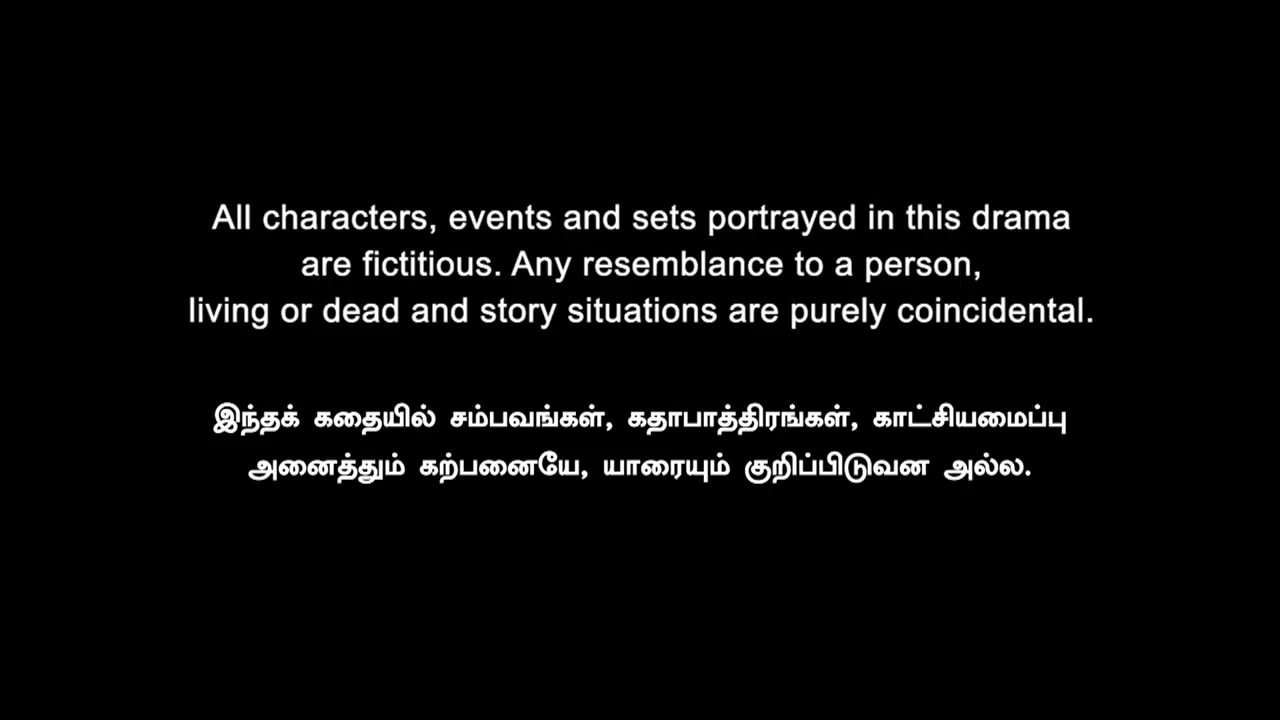 All characters, events and sets portrayed in this drama
are fictitious. Any resemblance to a person,
living or dead and story situations are purely coincidental.
இந்தக் கதையில் சம்பவங்கள், கதாபாத்திரங்கள், காட்சியமைப்பு
அனைத்தும் கற்பனையே, யாரையும் குறிப்பிடுவன அல்ல.